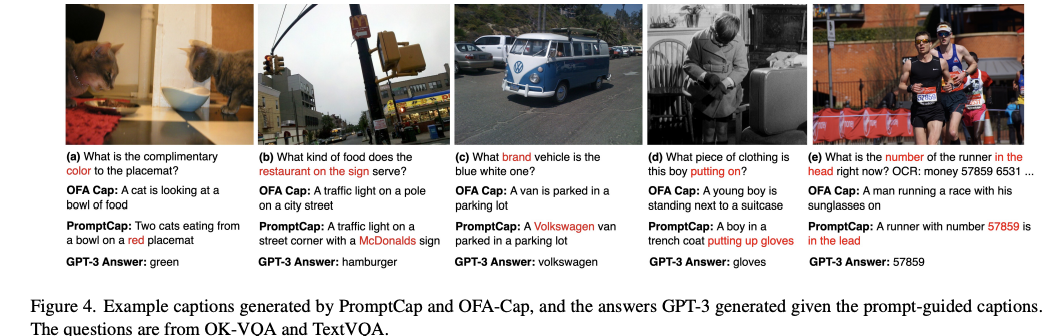 (a) What is the complimentary
color to the placemat?
OFA Cap: A cat is looking at a
bowl of food
PromptCap: Two cats eating from
a bowl on a red placemat
GPT-3 Answer: green
(b) What kind of food does the
restaurant on the sign serve?
OFA Cap: A traffic light on a pole
on a city street
PromptCap: A traffic light on a
street corner with a McDonalds sign
GPT-3 Answer: hamburger
(c) What brand vehicle is the
blue white one?
OFA Cap: A van is parked in a
parking lot
PromptCap: A Volkswagen van
parked in a parking lot
GPT-3 Answer: volkswagen
(d) What piece of clothing is
this boy putting on?
OFA Cap: A young boy is
standing next to a suitcase
PromptCap: A boy in a
trench coat putting up gloves
GPT-3 Answer: gloves
(e) What is the number of the runner in the
head right now? OCR: money 57859 6531 ...
OFA Cap: A man running a race with his
sunglasses on
PromptCap: A runner with number 57859 is
in the lead
GPT-3 Answer: 57859
Figure 4. Example captions generated by PromptCap and OFA-Cap, and the answers GPT-3 generated given the prompt-guided captions.
The questions are from OK-VQA and TextVQA.